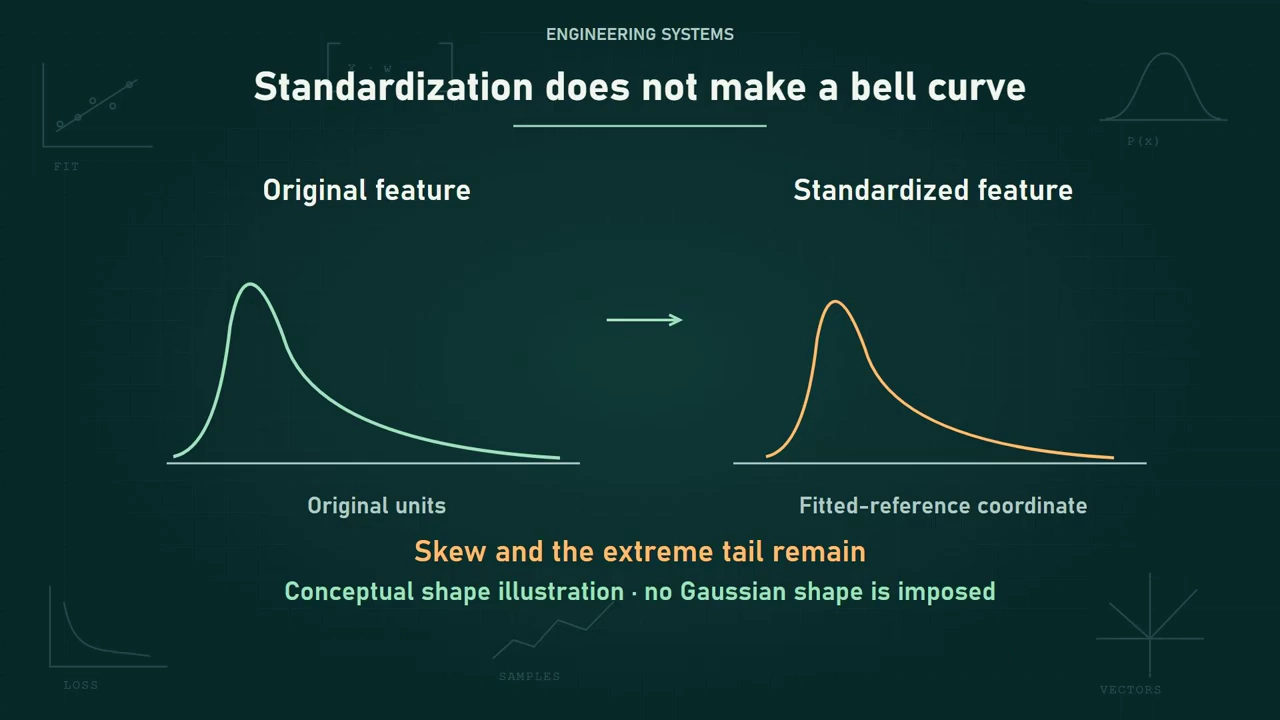 ENGINEERING SYSTEMS
Standardization does not make a bell curve
FIT
P(X)
Original feature
Standardized feature
Original units
Fitted-reference coordinate
Skew and the extreme tail remain
Conceptual shape illustration · no Gaussian shape is imposed
SAMPLES
LOSS
VECTORS